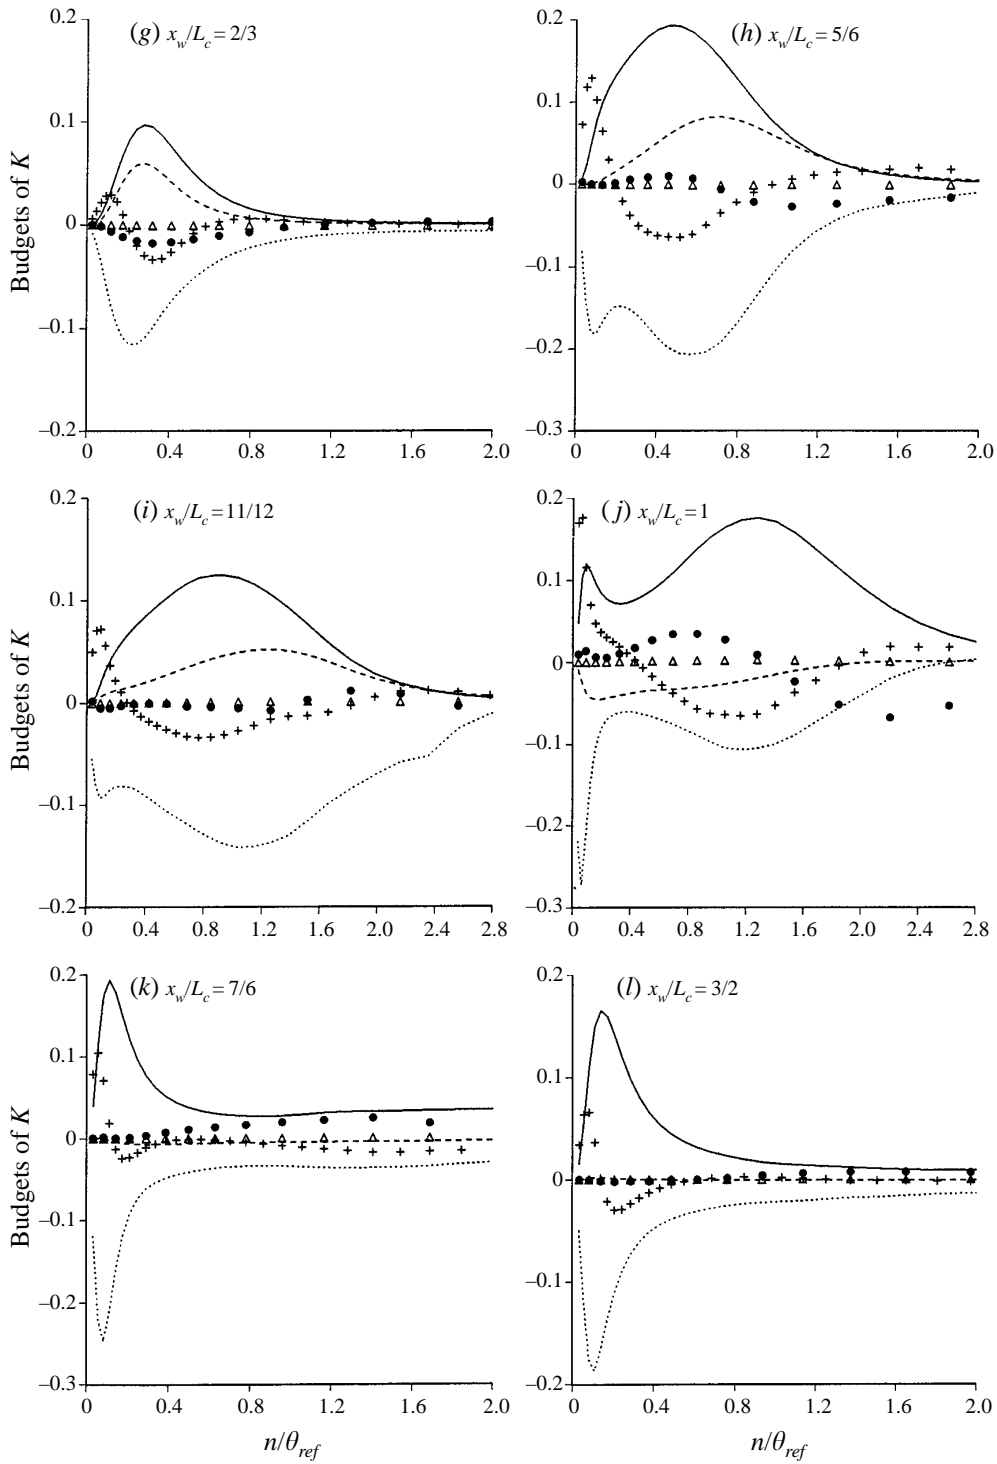 0.2
(g) x_w/L_c = 2/3
0.1
0
–0.1
–0.2
0 0.4 0.8 1.2 1.6 2.0
Budgets of K
0.2
(h) x_w/L_c = 5/6
0.1
0
–0.1
–0.2
–0.3
0 0.4 0.8 1.2 1.6 2.0
0.2
(i) x_w/L_c = 11/12
0.1
0
–0.1
–0.2
0 0.4 0.8 1.2 1.6 2.0 2.8
Budgets of K
0.2
(j) x_w/L_c = 1
0.1
0
–0.1
–0.2
–0.3
0 0.4 0.8 1.2 1.6 2.0 2.4 2.8
0.2
(k) x_w/L_c = 7/6
0.1
0
–0.1
–0.2
–0.3
0 0.4 0.8 1.2 1.6 2.0
Budgets of K
n/θ_ref
0.2
(l) x_w/L_c = 3/2
0.1
0
–0.1
–0.2
0 0.4 0.8 1.2 1.6 2.0
n/θ_ref